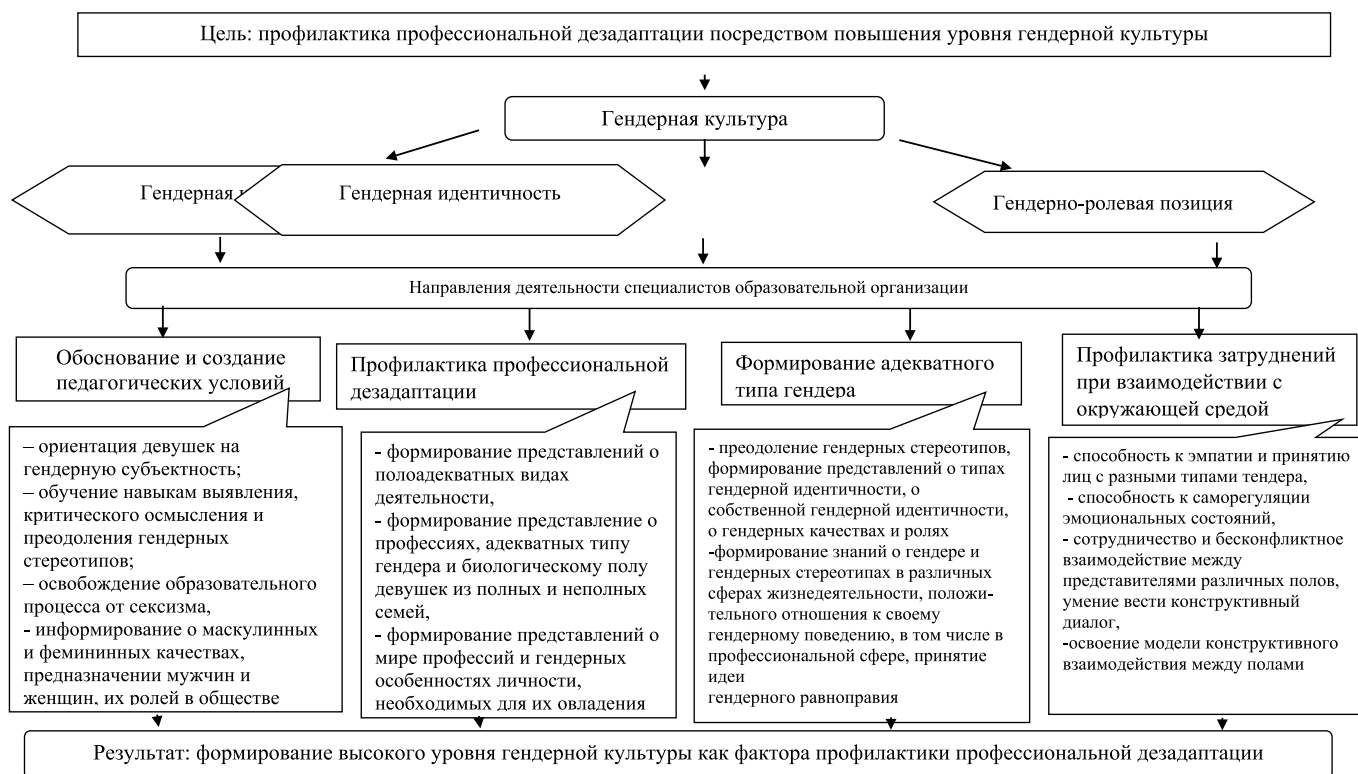 Цель: профилактика профессиональной дезадаптации посредством повышения уровня гендерной культуры
Гендерная культура
Гендерная
Гендерная идентичность
Гендерно-ролевая позиция
Направления деятельности специалистов образовательной организации
Обоснование и создание
педагогических условий
Профилактика профессиональной
дезадаптации
Формирование адекватного
типа гендера
Профилактика затруднений
при взаимодействии с
окружающей средой
– ориентация девушек на
гендерную субъектность;
– обучение навыкам выявления,
критического осмысления и
преодоления гендерных
стереотипов;
– освобождение образовательного
процесса от сексизма,
- информирование о маскулинных
и фемининных качествах,
предназначении мужчин и
женщин, их ролей в обществе
- формирование представлений о
полоадекватных видах
деятельности,
- формирование представление о
профессиях, адекватных типу
гендера и биологическому полу
девушек из полных и неполных
семей,
- формирование представлений о
мире профессий и гендерных
особенностях личности,
необходимых для их овладения
- преодоление гендерных стереотипов,
формирование представлений о типах
гендерной идентичности, о
собственной гендерной идентичности,
о гендерных качествах и ролях
-формирование знаний о гендере и
гендерных стереотипах в различных
сферах жизнедеятельности, положи-
тельного отношения к своему
гендерному поведению, в том числе в
профессиональной сфере, принятие
идеи
гендерного равноправия
- способность к эмпатии и принятию
лиц с разными типами тендера,
- способность к саморегуляции
эмоциональных состояний,
- сотрудничество и бесконфликтное
взаимодействие между
представителями различных полов,
умение вести конструктивный
диалог,
-освоение модели конструктивного
взаимодействия между полами
Результат: формирование высокого уровня гендерной культуры как фактора профилактики профессиональной дезадаптации